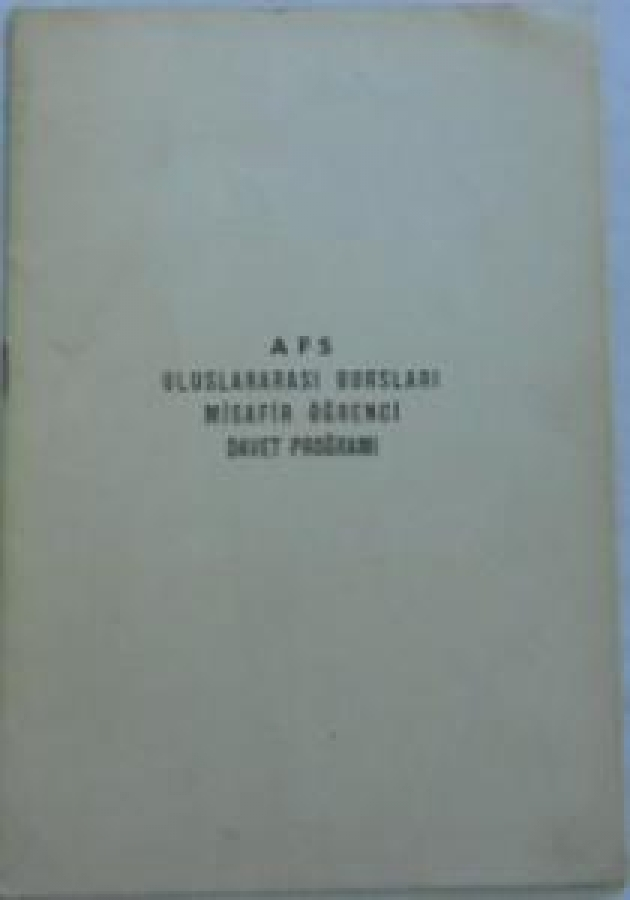 AFS
ULUSLARARASI BURSLARI
MİSAFİR ÖĞRENCİ
DAVET PROĞRAMI